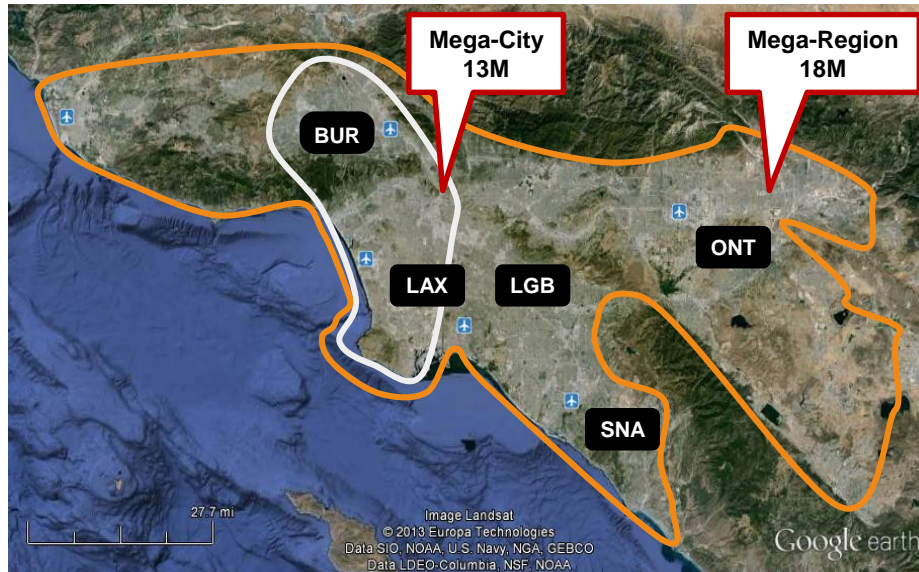 Mega-City
13M
Mega-Region
18M
BUR
ONT
LAX
LGB
SNA
27.7 mi
Image Landsat
© 2013 Europa Technologies
Data SIO, NOAA, U.S. Navy, NGA, GEBCO
Data LDEO-Columbia, NSF, NOAA
Google earth